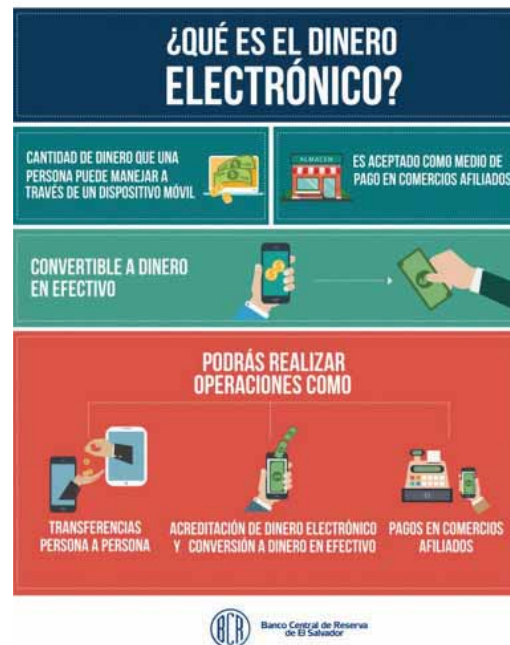 ¿QUÉ ES EL DINERO
ELECTRÓNICO?
CANTIDAD DE DINERO QUE UNA
PERSONA PUEDE MANEJAR A
TRAVÉS DE UN DISPOSITIVO MÓVIL
ALMACEN
ES ACEPTADO COMO MEDIO DE
PAGO EN COMERCIOS AFILIADOS
CONVERTIBLE A DINERO
EN EFECTIVO
PODRÁS REALIZAR
OPERACIONES COMO
TRANSFERENCIAS
PERSONA A PERSONA
ACREDITACIÓN DE DINERO ELECTRÓNICO
Y CONVERSIÓN A DINERO EN EFECTIVO
PAGOS EN COMERCIOS
AFILIADOS
BCR
Banco Central de Reserva
de El Salvador